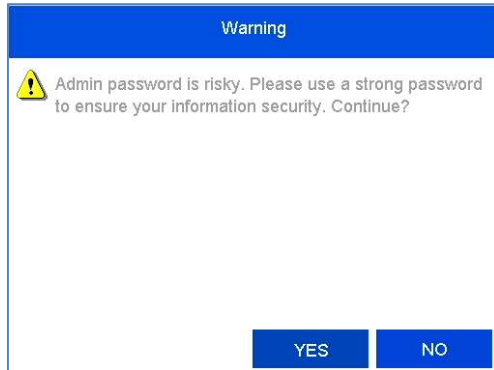 Warning
Admin password is risky. Please use a strong password
to ensure your information security. Continue?
YES
NO